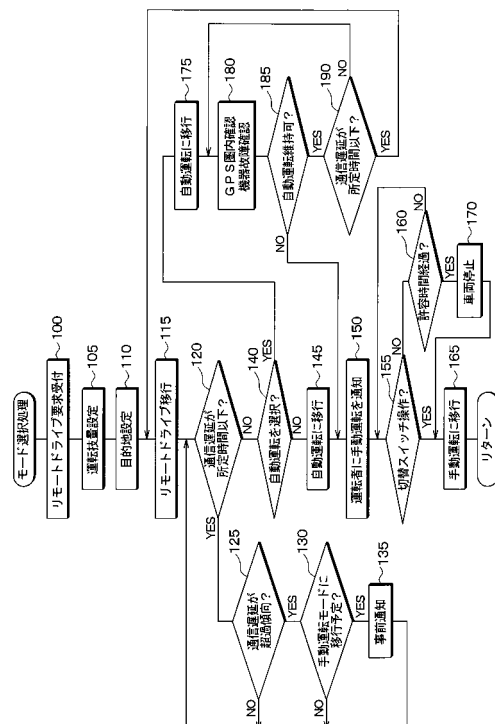 モード選択処理
100
リモートドライブ要求受付
105
運転技量設定
110
目的地設定
115
リモートドライブ移行
120
通信遅延が
所定時間以下?
YES
NO
125
通信遅延が
超過傾向?
NO
YES
130
手動運転モードに
移行予定?
NO
YES
135
事前通知
140
自動運転を選択?
YES
NO
145
自動運転に移行
150
運転者に手動運転を通知
155
切替スイッチ操作?
NO
YES
160
許容時間経過?
NO
YES
170
車両停止
165
手動運転に移行
リターン
175
自動運転に移行
180
GPS圏内確認
機器故障確認
185
自動運転維持可?
NO
YES
190
通信遅延が
所定時間以下?
NO
YES